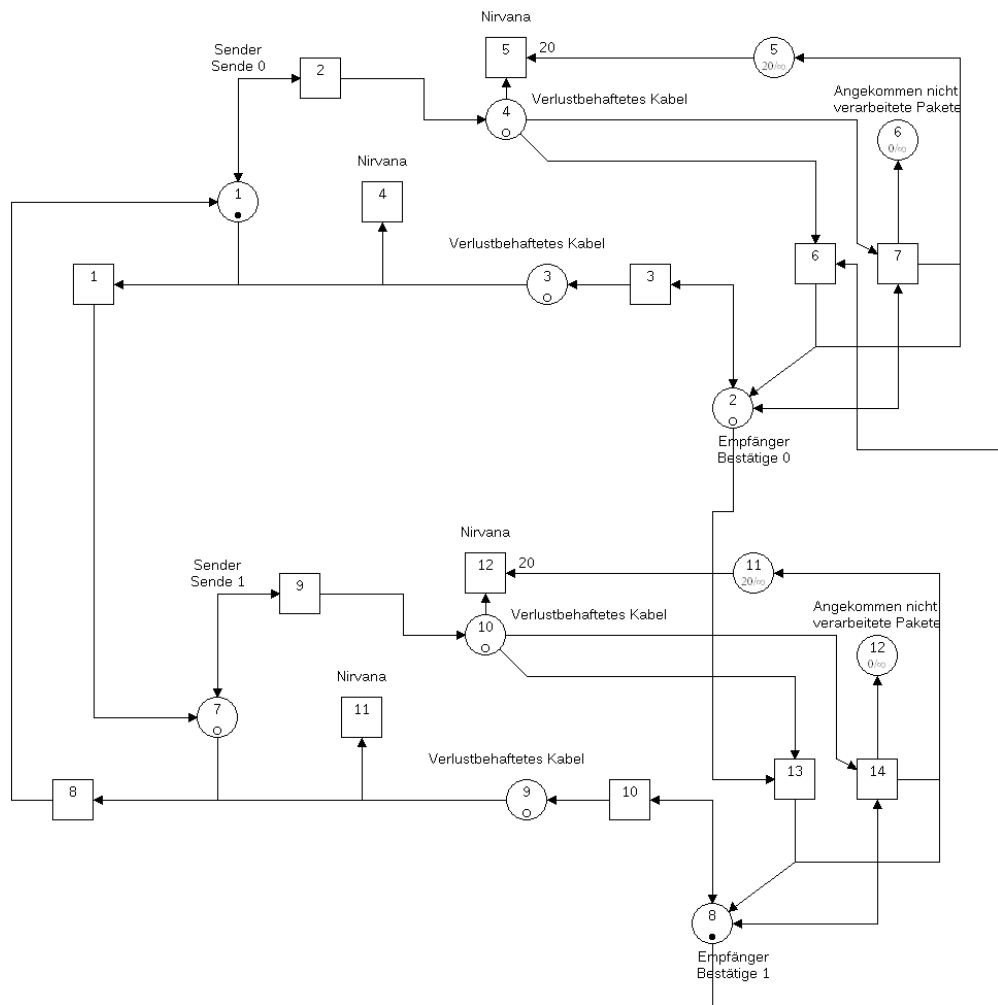 Nirvana
5
20
5
20/∞
Sender
Sende 0
2
Verlustbehaftetes Kabel
4
Angekommen nicht
verarbeitete Pakete
6
0/∞
Nirvana
4
1
Verlustbehaftetes Kabel
1
3
3
6
7
2
Empfänger
Bestätige 0
Nirvana
12
20
11
20/∞
Sender
Sende 1
9
Verlustbehaftetes Kabel
10
Angekommen nicht
verarbeitete Pakete
12
0/∞
Nirvana
11
7
Verlustbehaftetes Kabel
8
9
10
13
14
8
Empfänger
Bestätige 1